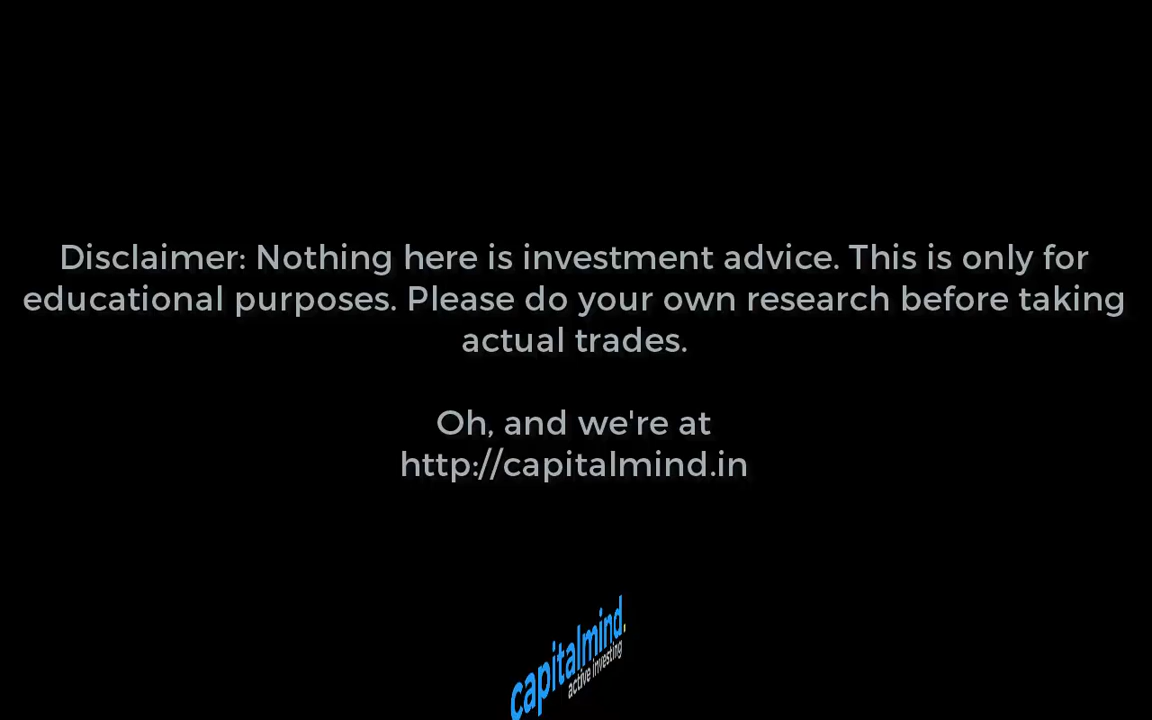 Disclaimer: Nothing here is investment advice. This is only for
educational purposes. Please do your own research before taking
actual trades.
Oh, and we're at
http://capitalmind.in
capitalmind.
active investing